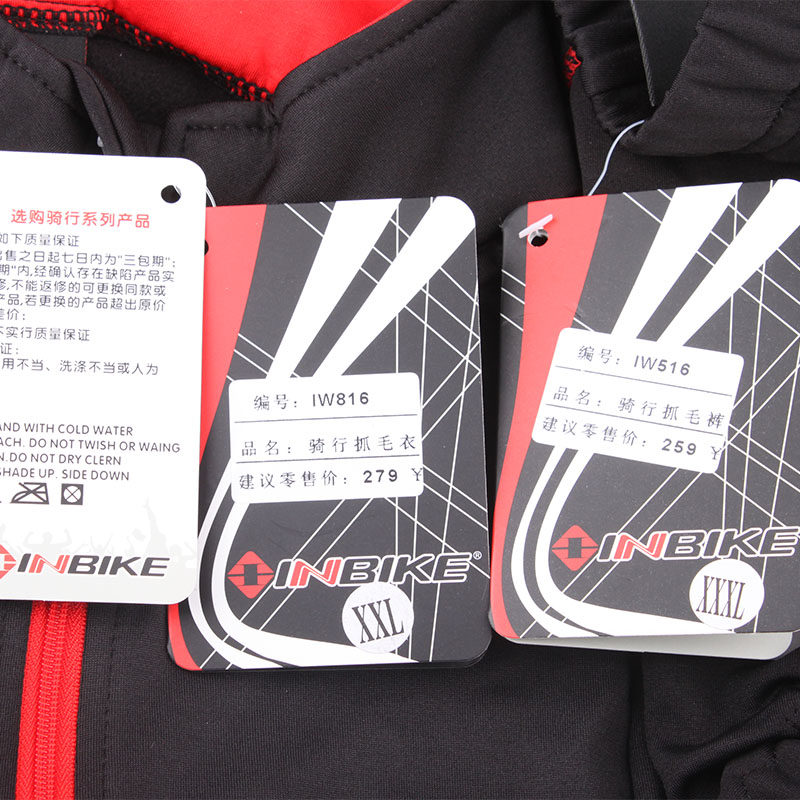 选购骑行系列产品
如下质量保证
出售之日起七日内为"三包期";
期"内,经确认存在缺陷产品实
修,不能返修的可更换同款或
产品,若更换的产品超出原价
差价:
不实行质量保证
证:
用不当、洗涤不当或人为
AND WITH COLD WATER
ACH. DO NOT TWISH OR WAING
N. DO NOT DRY CLERN
SHADE UP. SIDE DOWN
INBIKE
编号: IW816
品名: 骑行抓毛衣
建议零售价: 279 Y
INBIKE®
XXL
编号: IW516
品名: 骑行抓毛裤
建议零售价: 259 Y
INBIKE
XXXL